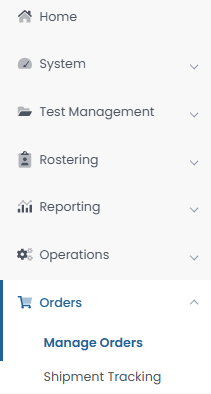 Home
System
Test Management
Rostering
Reporting
Operations
Orders
Manage Orders
Shipment Tracking